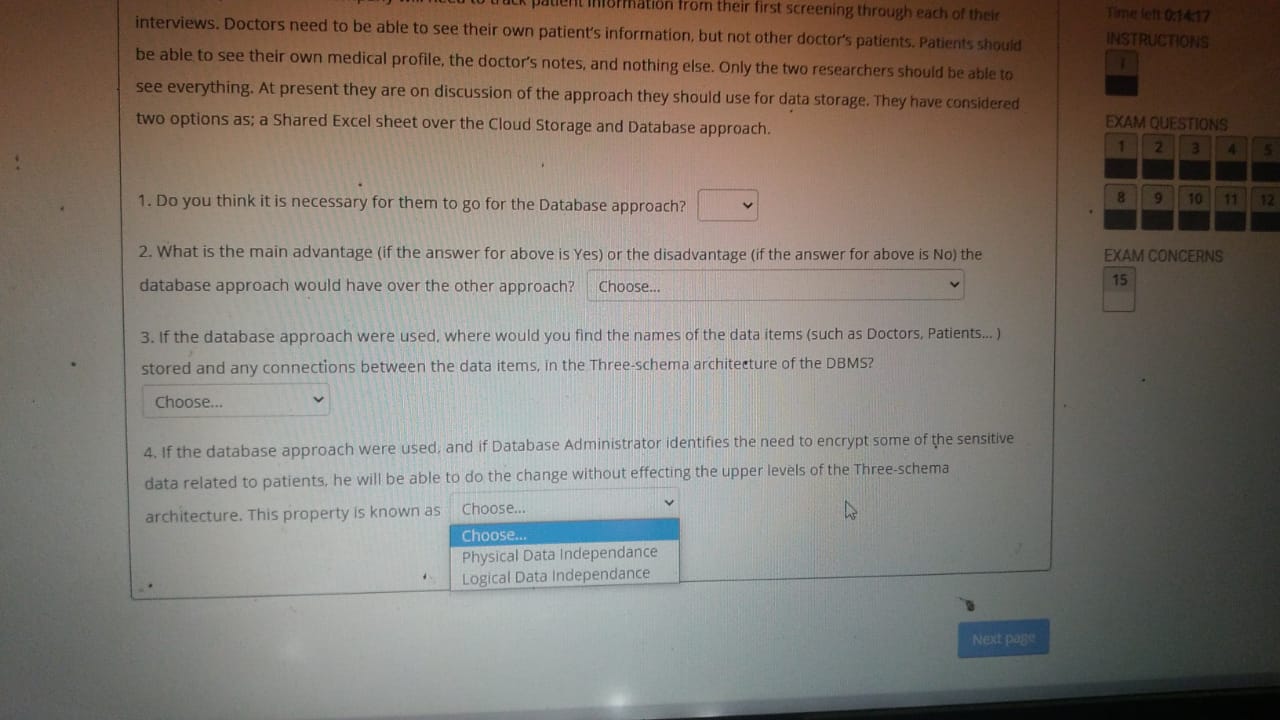 patient information from their first screening through each of their
interviews. Doctors need to be able to see their own patient's information, but not other doctor's patients. Patients should
be able to see their own medical profile, the doctor's notes, and nothing else. Only the two researchers should be able to
see everything. At present they are on discussion of the approach they should use for data storage. They have considered
two options as; a Shared Excel sheet over the Cloud Storage and Database approach.
1. Do you think it is necessary for them to go for the Database approach?
2. What is the main advantage (if the answer for above is Yes) or the disadvantage (if the answer for above is No) the
database approach would have over the other approach? Choose...
3. If the database approach were used, where would you find the names of the data items (such as Doctors, Patients... )
stored and any connections between the data items, in the Three-schema architecture of the DBMS?
Choose...
4. If the database approach were used, and if Database Administrator identifies the need to encrypt some of the sensitive
data related to patients, he will be able to do the change without effecting the upper levels of the Three-schema
architecture. This property is known as Choose...
Choose...
Physical Data Independance
Logical Data Independance
Next page
Time left 0:14:17
INSTRUCTIONS
i
EXAM QUESTIONS
1 2 3 4 5
8 9 10 11 12
EXAM CONCERNS
15